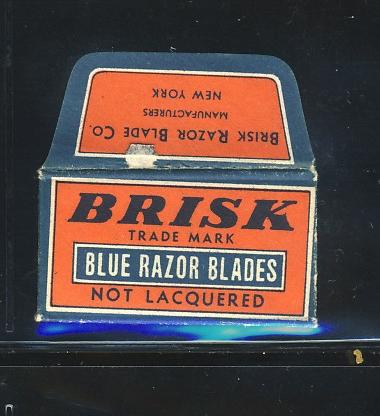 BRISK RAZOR BLADE CO.
MANUFACTURERS
NEW YORK
BRISK
TRADE MARK
BLUE RAZOR BLADES
NOT LACQUERED